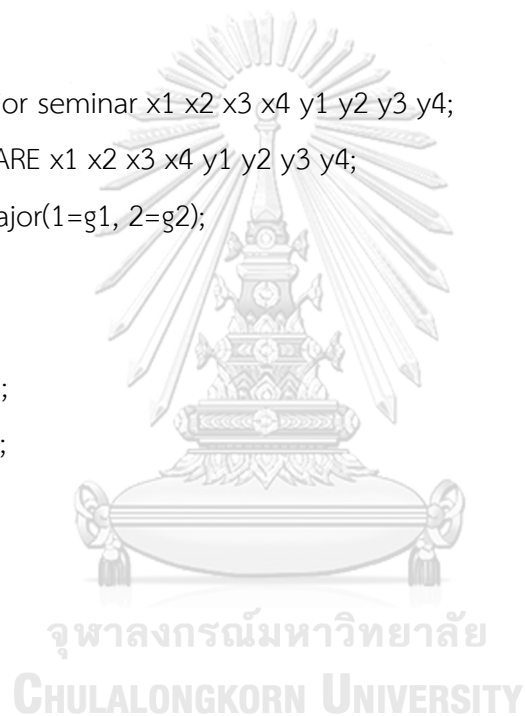 or seminar x1 x2 x3 x4 y1 y2 y3 y4;
ARE x1 x2 x3 x4 y1 y2 y3 y4;
ajor(1=g1, 2=g2);
;
;
จุฬาลงกรณ์มหาวิทยาลัย
CHULALONGKORN UNIVERSITY